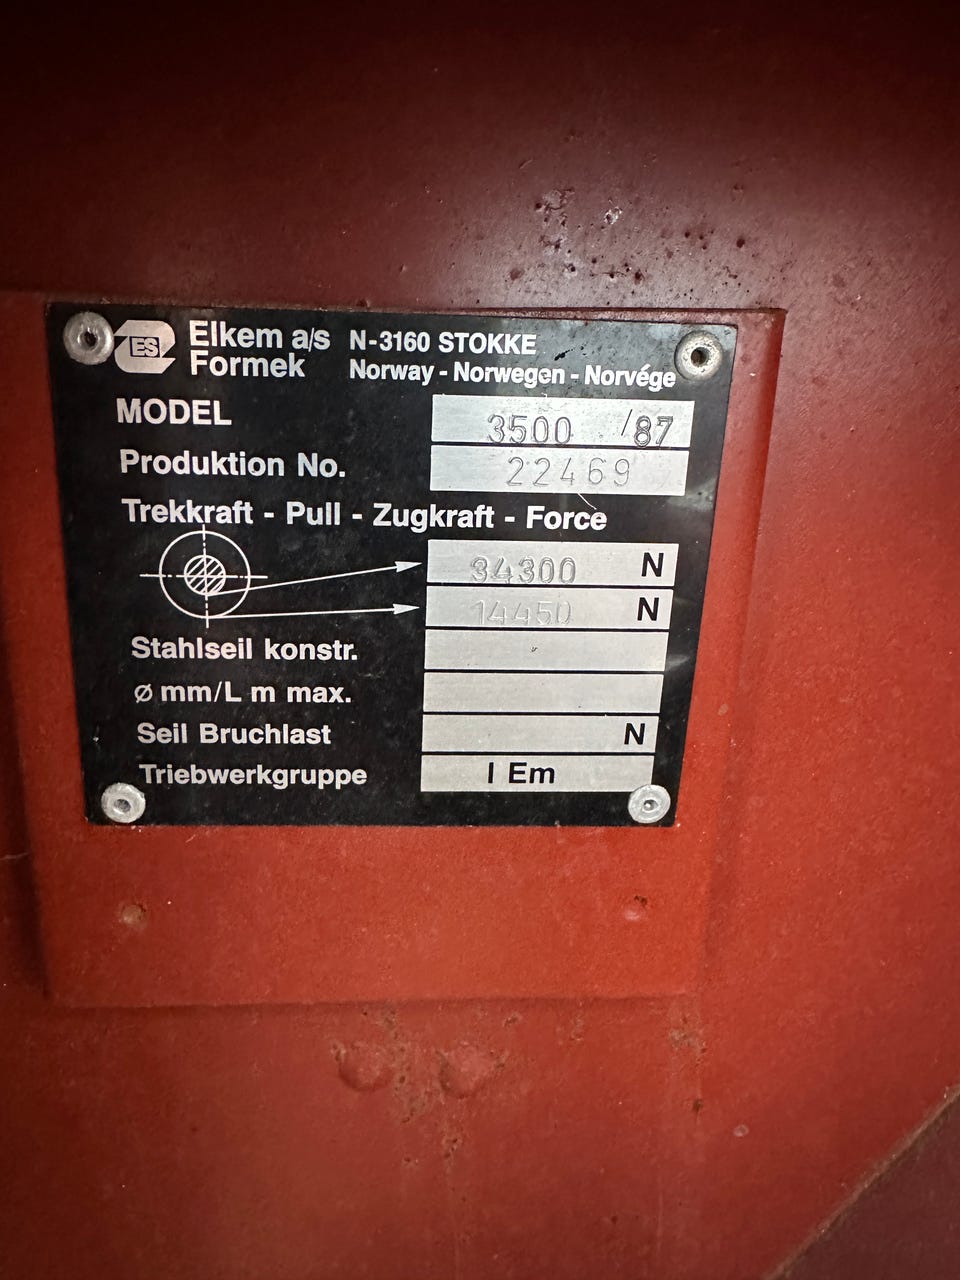 ES Elkem a/s N-3160 STOKKE
Formek Norway - Norwegen - Norvége
MODEL 3500 /87
Produktion No. 22469
Trekkraft - Pull - Zugkraft - Force
34300 N
14450 N
Stahlseil konstr.
ø mm/L m max.
Seil Bruchlast N
Triebwerkgruppe I Em